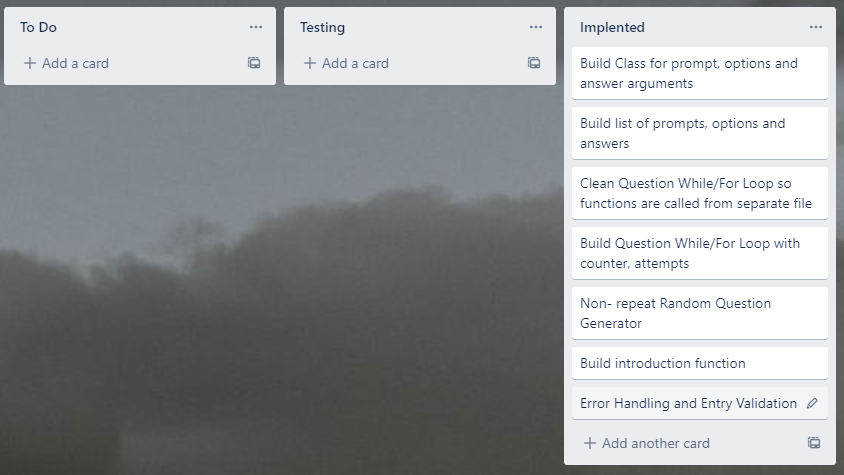 To Do
Add a card
Testing
Add a card
Implented
Build Class for prompt, options and
answer arguments
Build list of prompts, options and
answers
Clean Question While/For Loop so
functions are called from separate file
Build Question While/For Loop with
counter, attempts
Non- repeat Random Question
Generator
Build introduction function
Error Handling and Entry Validation
Add another card